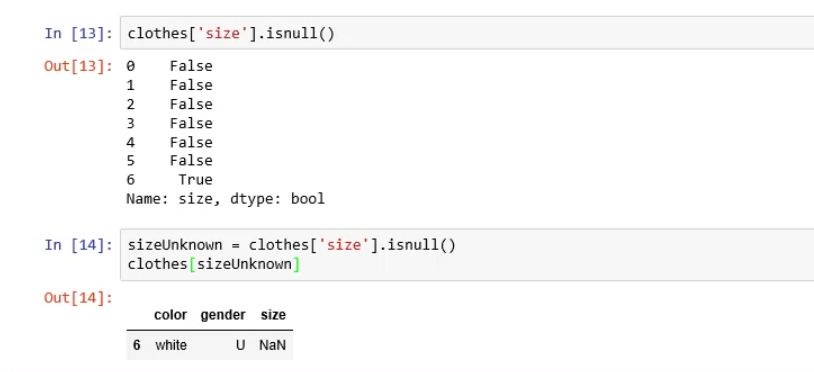 In [13]: clothes['size'].isnull()
Out[13]: 0 False
1 False
2 False
3 False
4 False
5 False
6 True
Name: size, dtype: bool
In [14]: sizeUnknown = clothes['size'].isnull()
clothes[sizeUnknown]
Out[14]:
color gender size
6 white U NaN